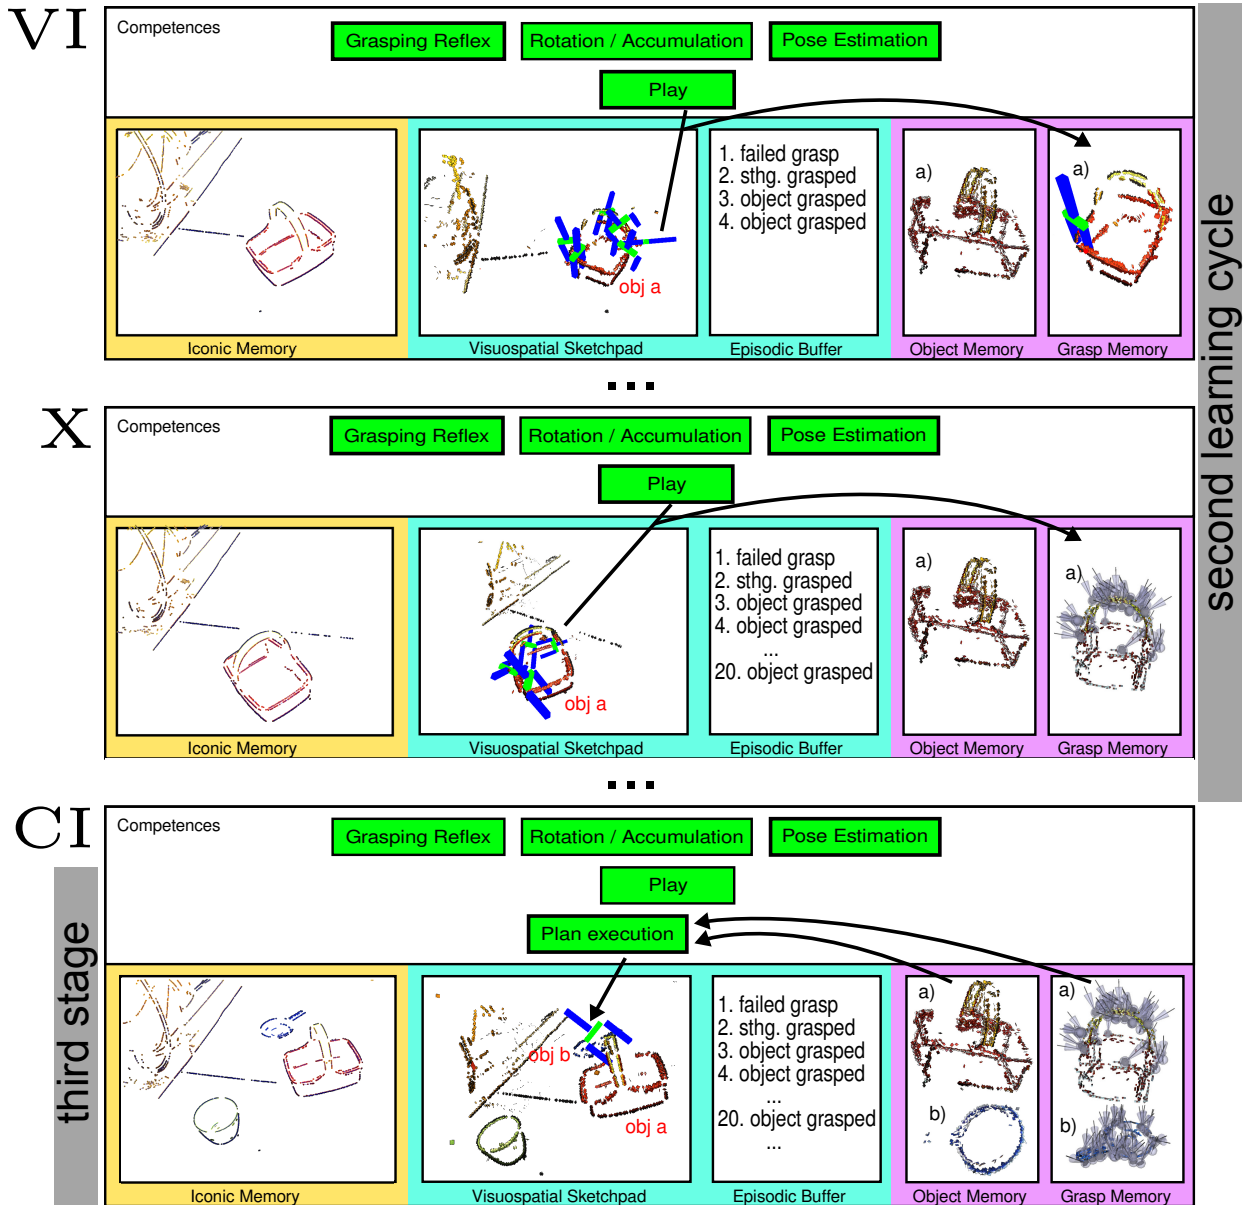 VI
Competences
Grasping Reflex
Rotation / Accumulation
Pose Estimation
Play
obj a
1. failed grasp
2. sthg. grasped
3. object grasped
4. object grasped
a)
a)
Iconic Memory
Visuospatial Sketchpad
Episodic Buffer
Object Memory
Grasp Memory
...
second learning cycle
X
Competences
Grasping Reflex
Rotation / Accumulation
Pose Estimation
Play
obj a
1. failed grasp
2. sthg. grasped
3. object grasped
4. object grasped
...
20. object grasped
a)
a)
Iconic Memory
Visuospatial Sketchpad
Episodic Buffer
Object Memory
Grasp Memory
...
CI
third stage
Competences
Grasping Reflex
Rotation / Accumulation
Pose Estimation
Play
Plan execution
obj b
obj a
1. failed grasp
2. sthg. grasped
3. object grasped
4. object grasped
...
20. object grasped
...
a)
a)
b)
b)
Iconic Memory
Visuospatial Sketchpad
Episodic Buffer
Object Memory
Grasp Memory